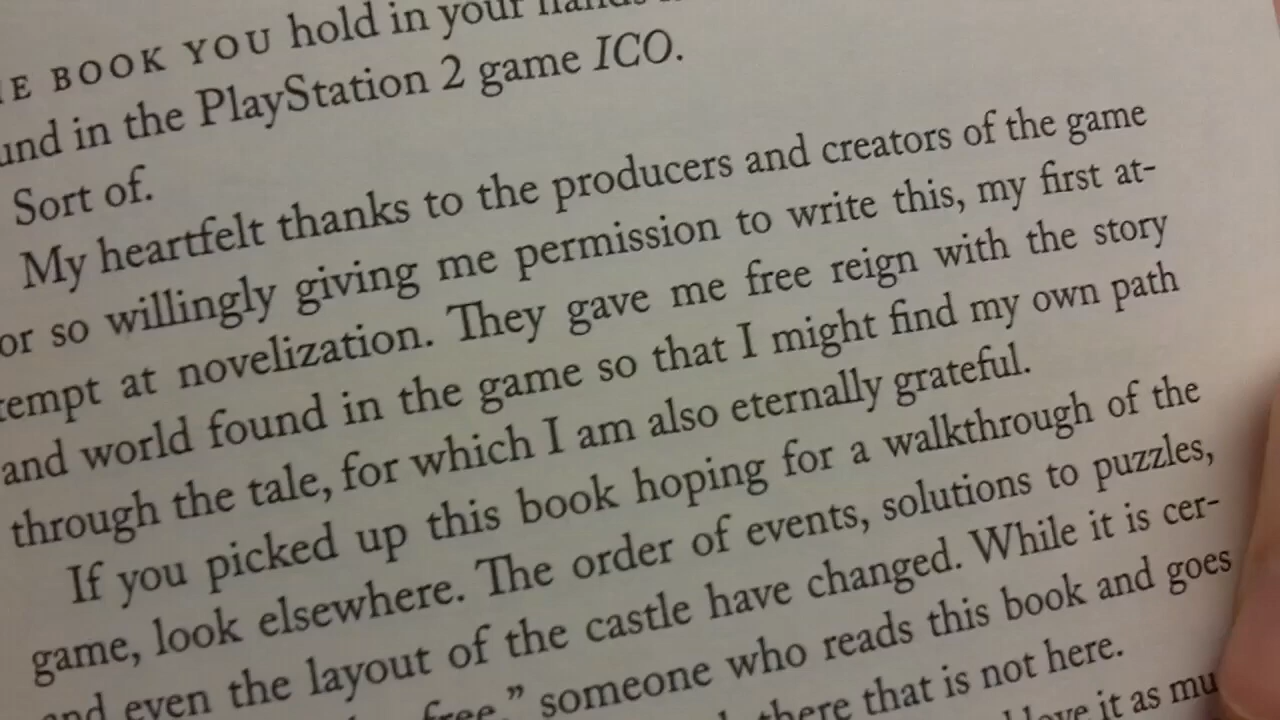 BOOK YOU hold in your
in the PlayStation 2 game ICO.
Sort of.
My heartfelt thanks to the producers and creators of the game
so willingly giving me permission to write this, my first at-
tempt at novelization. They gave me free reign with the story
and world found in the game so that I might find my own path
through the tale, for which I am also eternally grateful.
If you picked up this book hoping for a walkthrough of the
game, look elsewhere. The order of events, solutions to puzzles,
and even the layout of the castle have changed. While it is cer-
free,” someone who reads this book and goes
there that is not here.
it as